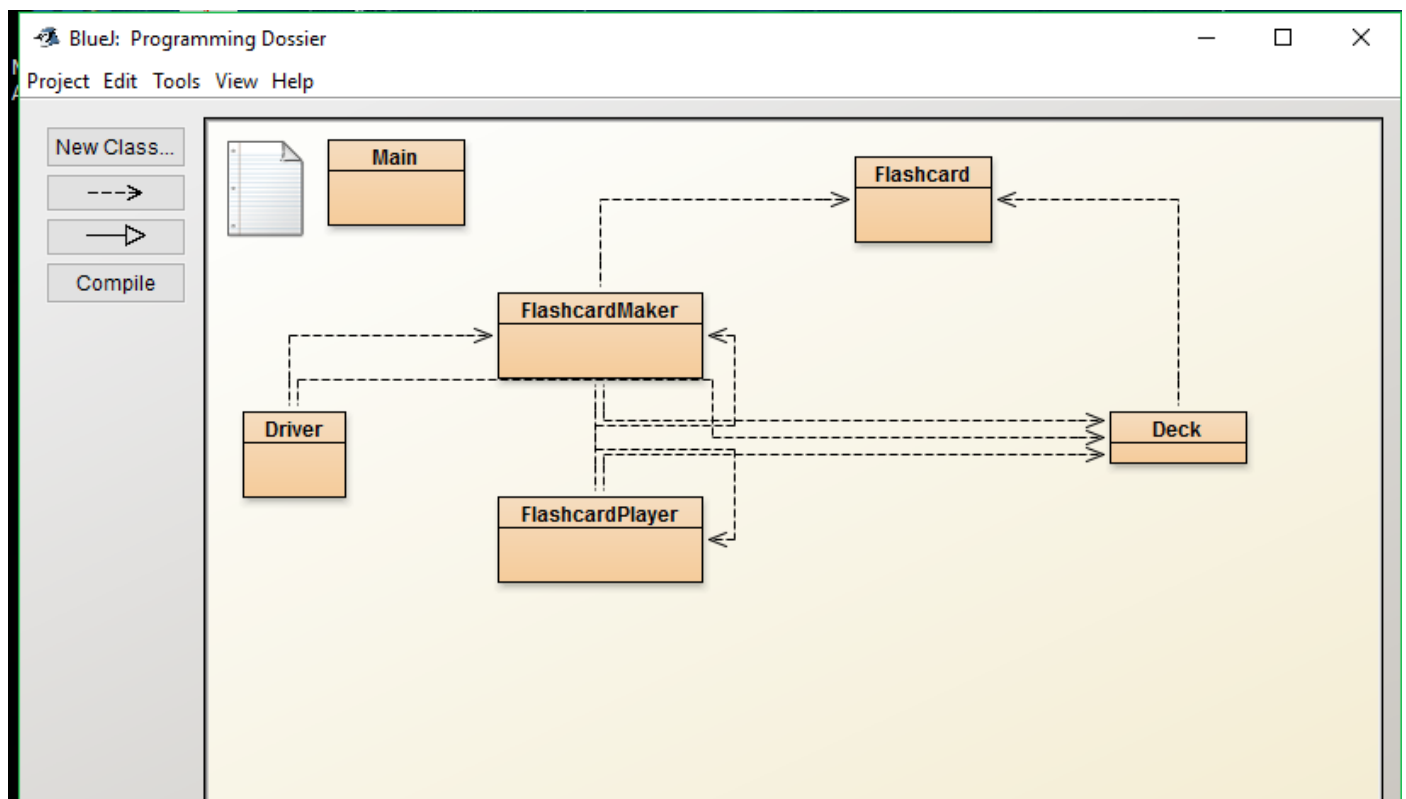 BlueJ: Programming Dossier
Project Edit Tools View Help
New Class...
Compile
Main
Flashcard
FlashcardMaker
Driver
Deck
FlashcardPlayer